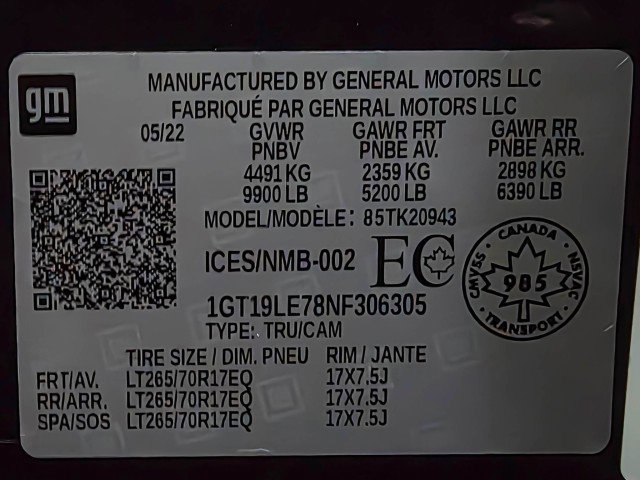 gm
MANUFACTURED BY GENERAL MOTORS LLC
FABRIQUÉ PAR GENERAL MOTORS LLC
05/22 GVWR GAWR FRT GAWR RR
PNBV PNBE AV. PNBE ARR.
4491 KG 2359 KG 2898 KG
9900 LB 5200 LB 6390 LB
MODEL/MODÈLE: 85TK20943
ICES/NMB-002 EC
CANADA
CMVSS 985 NSVAC
TRANSPORT
1GT19LE78NF306305
TYPE: TRU/CAM
TIRE SIZE / DIM. PNEU RIM / JANTE
FRT/AV. LT265/70R17EQ 17X7.5J
RR/ARR. LT265/70R17EQ 17X7.5J
SPA/SOS LT265/70R17EQ 17X7.5J